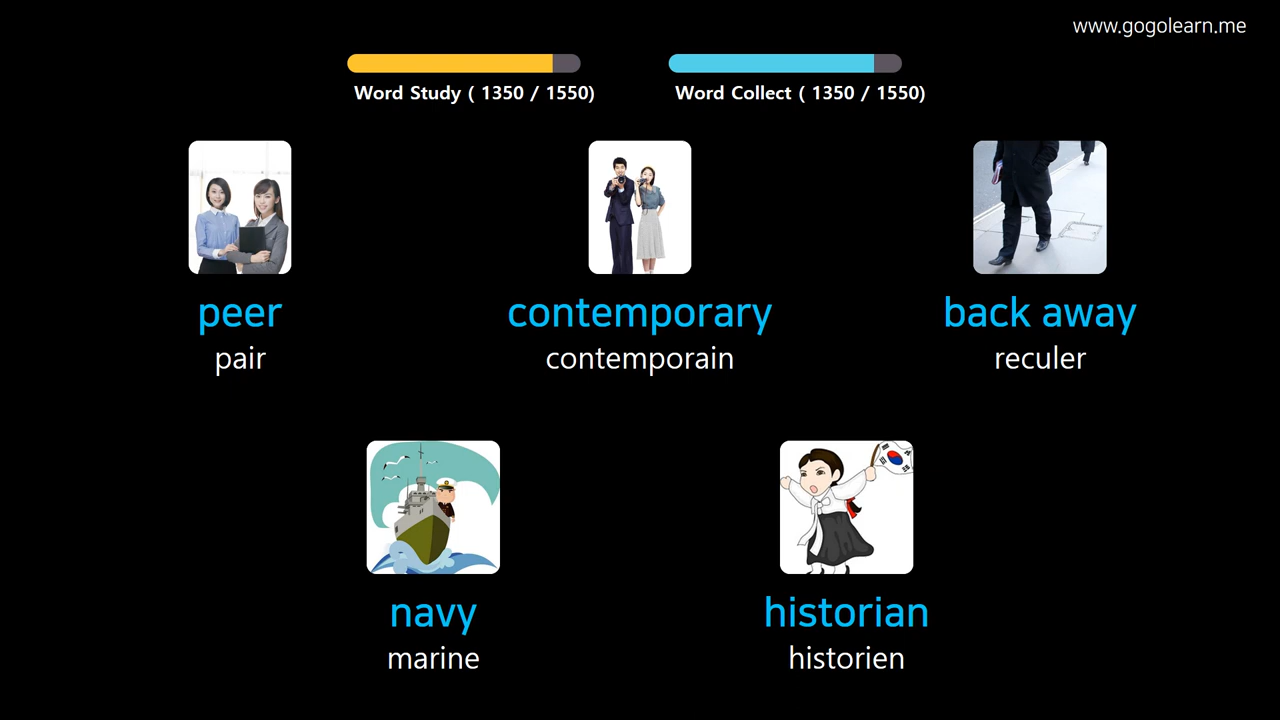 www.gogolearn.me
Word Study ( 1350 / 1550)
Word Collect ( 1350 / 1550)
peer
pair
contemporary
contemporain
back away
reculer
navy
marine
historian
historien